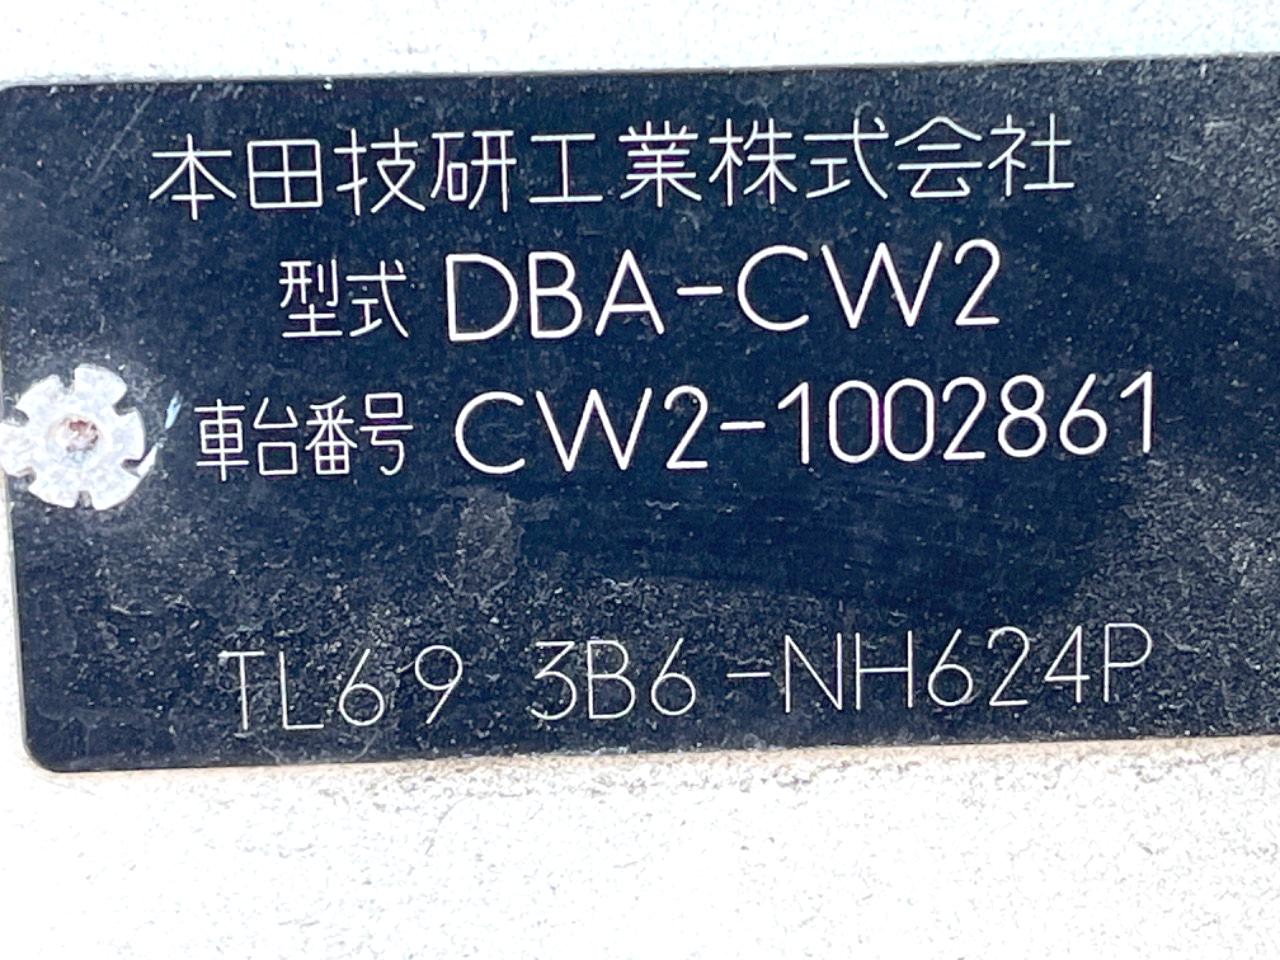 本田技研工業株式会社
型式 DBA-CW2
車台番号 CW2-1002861
TL69 3B6-NH624P